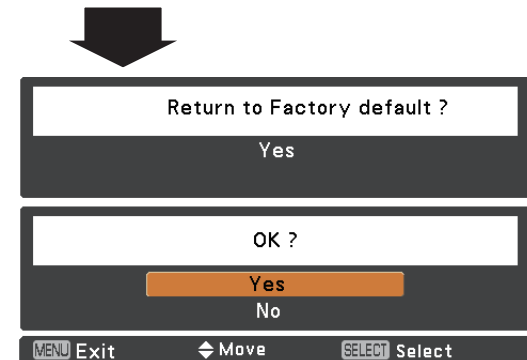 Return to Factory default ?
Yes
OK ?
Yes
No
MENU Exit Move SELECT Select